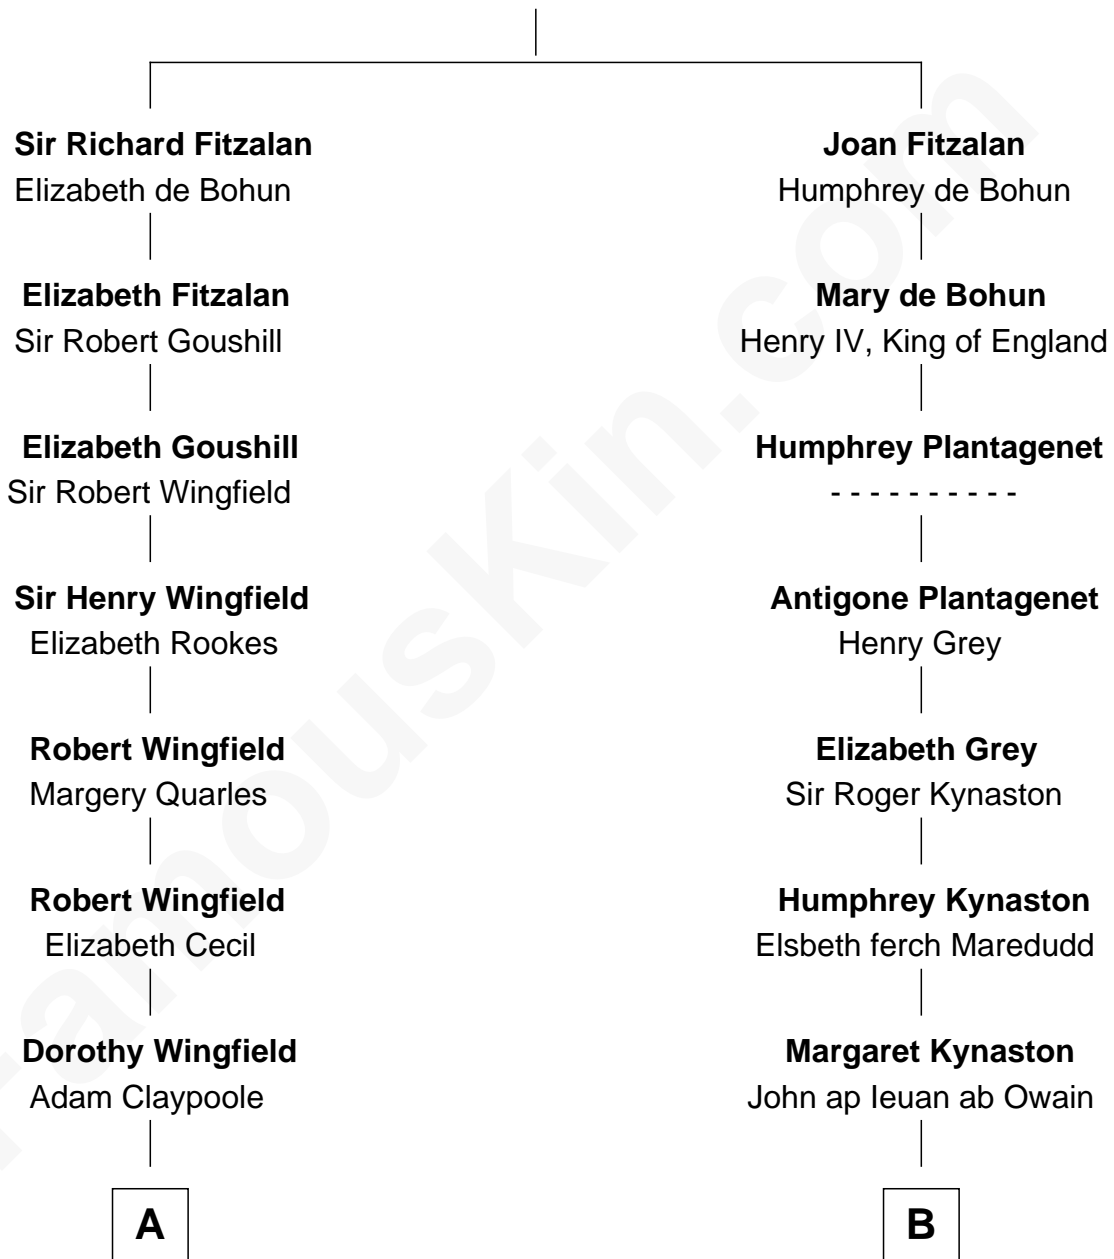 Sir Richard Fitzalan
Elizabeth de Bohun
Elizabeth Fitzalan
Sir Robert Goushill
Elizabeth Goushill
Sir Robert Wingfield
Sir Henry Wingfield
Elizabeth Rookes
Robert Wingfield
Margery Quarles
Robert Wingfield
Elizabeth Cecil
Dorothy Wingfield
Adam Claypoole
A
Joan Fitzalan
Humphrey de Bohun
Mary de Bohun
Henry IV, King of England
Humphrey Plantagenet
- - - - - - - - - -
Antigone Plantagenet
Henry Grey
Elizabeth Grey
Sir Roger Kynaston
Humphrey Kynaston
Elsbeth ferch Maredudd
Margaret Kynaston
John ap Ieuan ab Owain
B
FamousKin.com